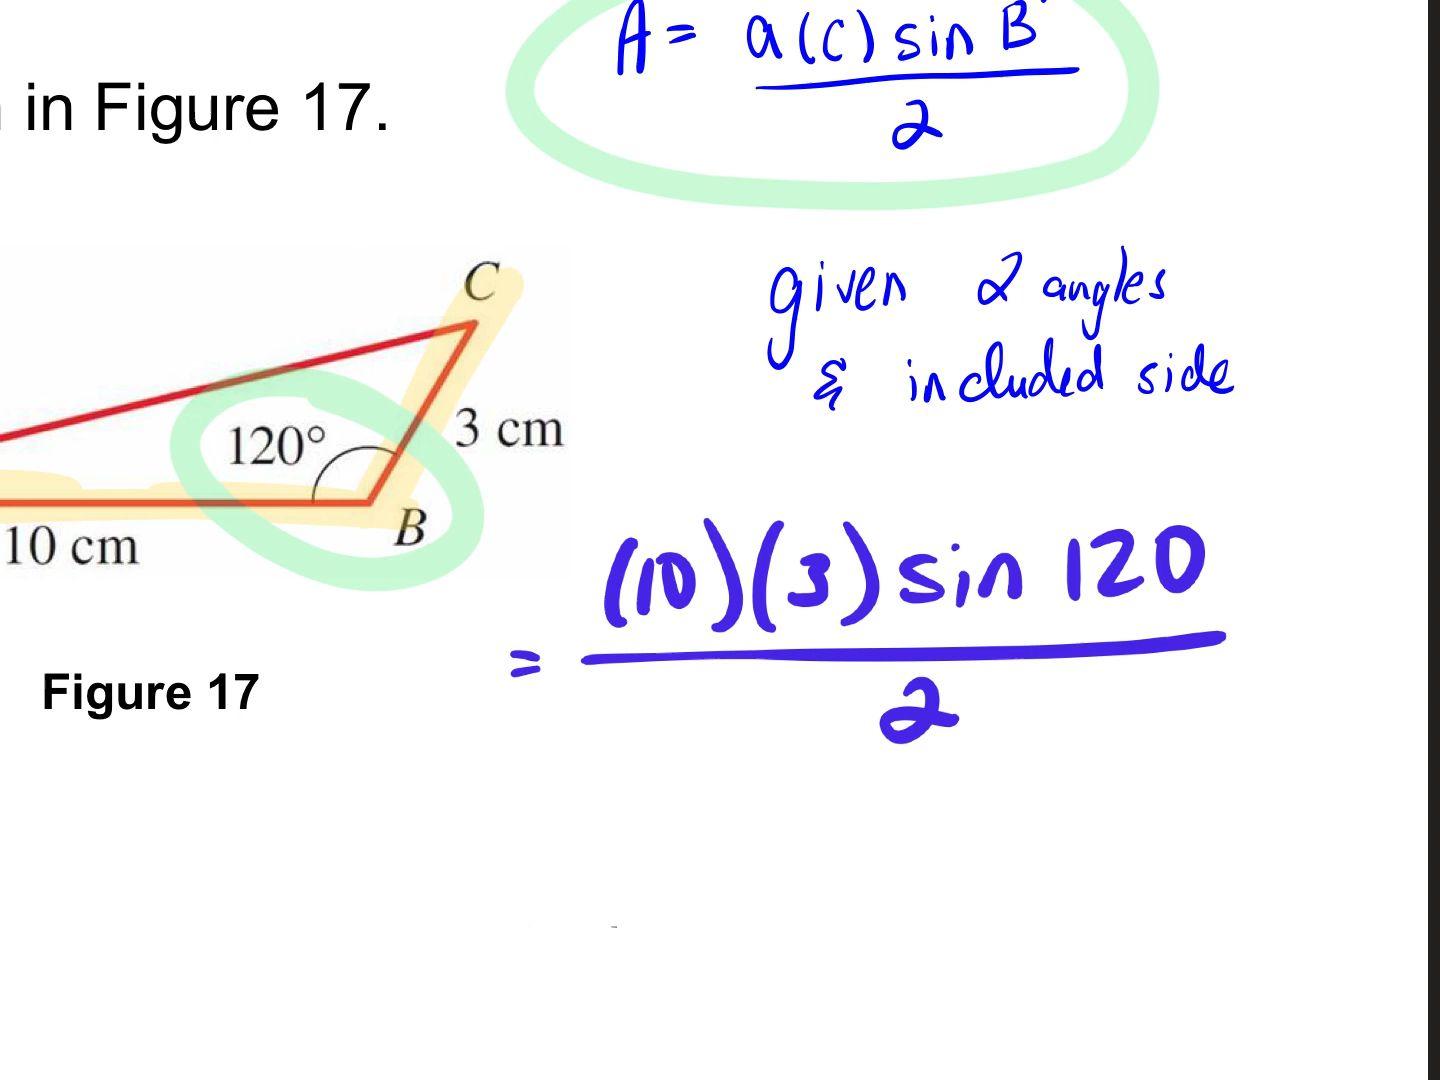 A = a(c) sin B
2
in Figure 17.
given 2 angles
& included side
C
120°
3 cm
B
10 cm
= (10)(3) sin 120
2
Figure 17